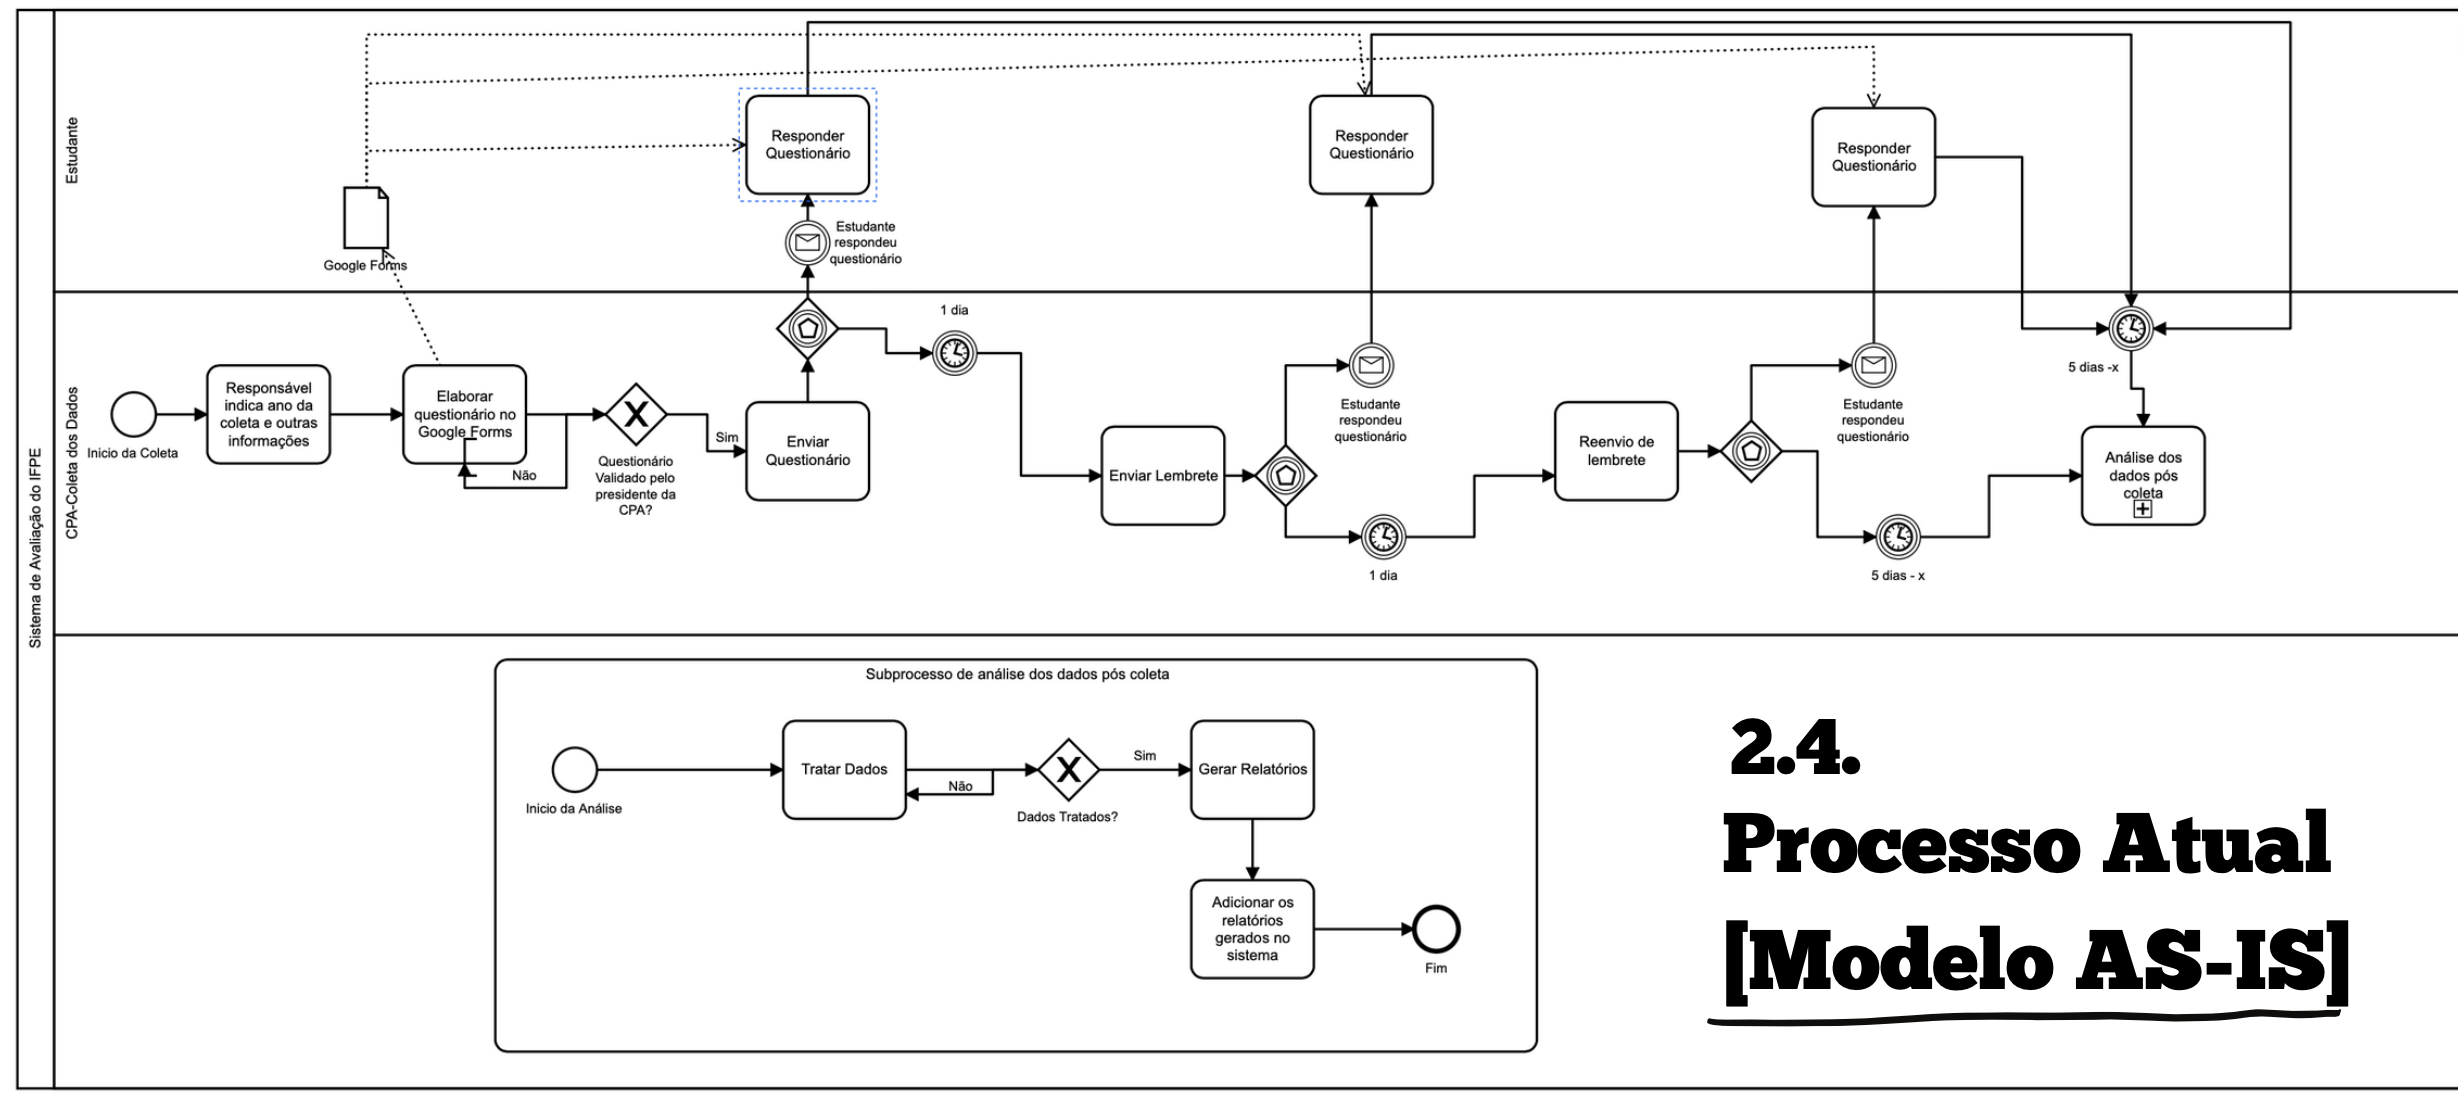 Sistema de Avaliação do IFPE
Estudante
Google Forms
Responder
Questionário
Estudante
respondeu
questionário
Responder
Questionário
Responder
Questionário
CPA-Coleta dos Dados
Inicio da Coleta
Responsável
indica ano da
coleta e outras
informações
Elaborar
questionário no
Google Forms
Não
Questionário
Validado pelo
presidente da
CPA?
Sim
Enviar
Questionário
1 dia
Enviar Lembrete
Estudante
respondeu
questionário
1 dia
Reenvio de
lembrete
Estudante
respondeu
questionário
5 dias - x
5 dias -x
Análise dos
dados pós
coleta
Subprocesso de análise dos dados pós coleta
Inicio da Análise
Tratar Dados
Não
Dados Tratados?
Sim
Gerar Relatórios
Adicionar os
relatórios
gerados no
sistema
Fim
2.4.
Processo Atual
[Modelo AS-IS]